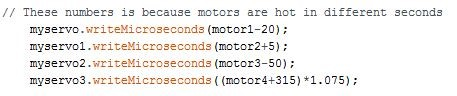 // These numbers is because motors are hot in different seconds
myservo.writeMicroseconds(motor1-20);
myservo1.writeMicroseconds(motor2+5);
myservo2.writeMicroseconds(motor3-50);
myservo3.writeMicroseconds((motor4+315)*1.075);